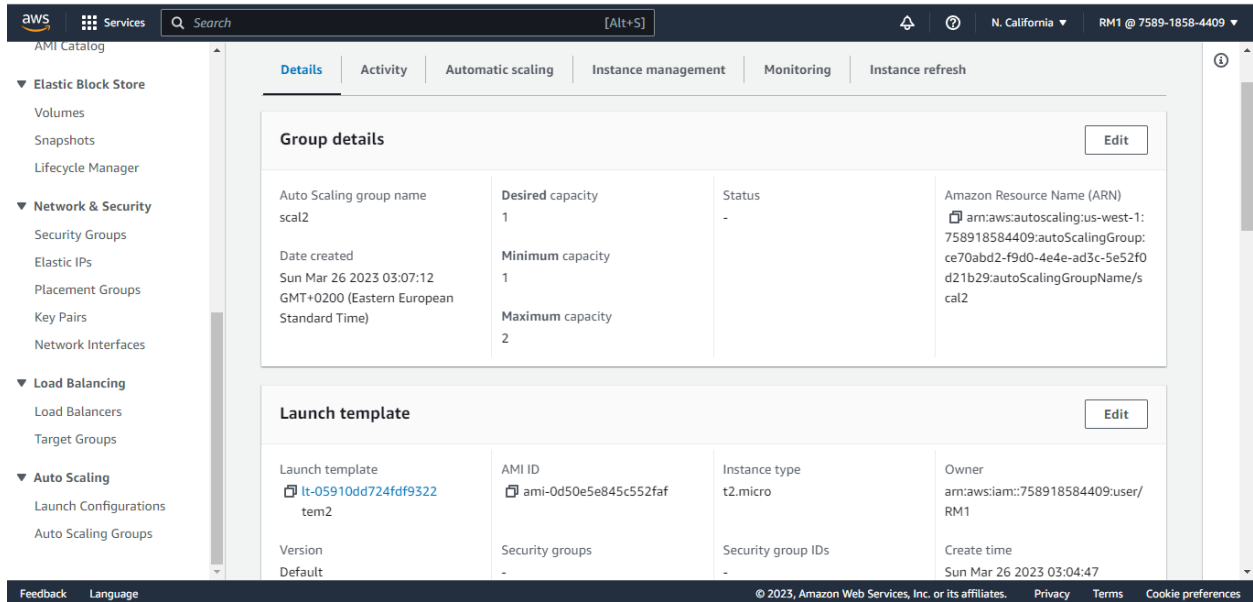 aws
Services
Search
[Alt+S]
N. California
RM1 @ 7589-1858-4409
AMI Catalog
Elastic Block Store
Volumes
Snapshots
Lifecycle Manager
Network & Security
Security Groups
Elastic IPs
Placement Groups
Key Pairs
Network Interfaces
Load Balancing
Load Balancers
Target Groups
Auto Scaling
Launch Configurations
Auto Scaling Groups
Details
Activity
Automatic scaling
Instance management
Monitoring
Instance refresh
Group details
Edit
Auto Scaling group name
scal2
Date created
Sun Mar 26 2023 03:07:12
GMT+0200 (Eastern European
Standard Time)
Desired capacity
1
Minimum capacity
1
Maximum capacity
2
Status
-
Amazon Resource Name (ARN)
arn:aws:autoscaling:us-west-1:
758918584409:autoScalingGroup:
ce70abd2-f9d0-4e4e-ad3c-5e52f0
d21b29:autoScalingGroupName/s
cal2
Launch template
Edit
Launch template
lt-05910dd724fdf9322
tem2
Version
Default
AMI ID
ami-0d50e5e845c552faf
Security groups
-
Instance type
t2.micro
Security group IDs
-
Owner
arn:aws:iam::758918584409:user/
RM1
Create time
Sun Mar 26 2023 03:04:47
Feedback
Language
© 2023, Amazon Web Services, Inc. or its affiliates.
Privacy
Terms
Cookie preferences